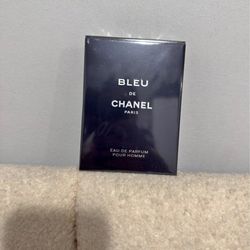 BLEU
DE
CHANEL
PARIS
EAU DE PARFUM
POUR HOMME